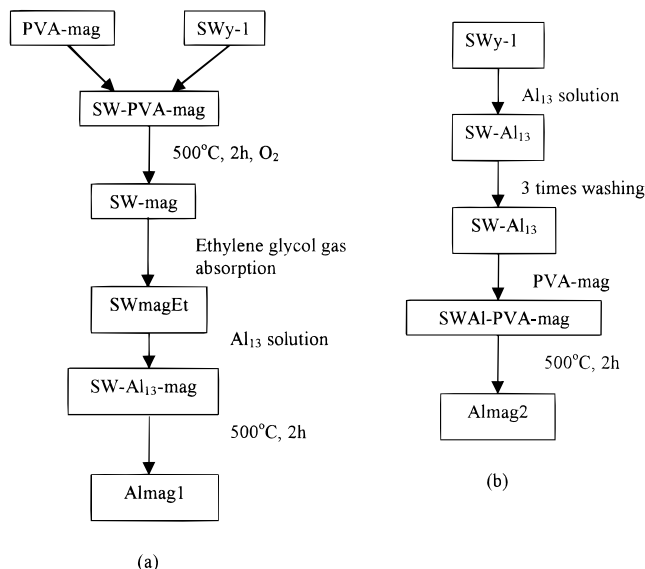 PVA-mag
SWy-1
SW-PVA-mag
500°C, 2h, O₂
SW-mag
Ethylene glycol gas
absorption
SWmagEt
Al₁₃ solution
SW-Al₁₃-mag
500°C, 2h
Almag1
(a)
SWy-1
Al₁₃ solution
SW-Al₁₃
3 times washing
SW-Al₁₃
PVA-mag
SWAl-PVA-mag
500°C, 2h
Almag2
(b)